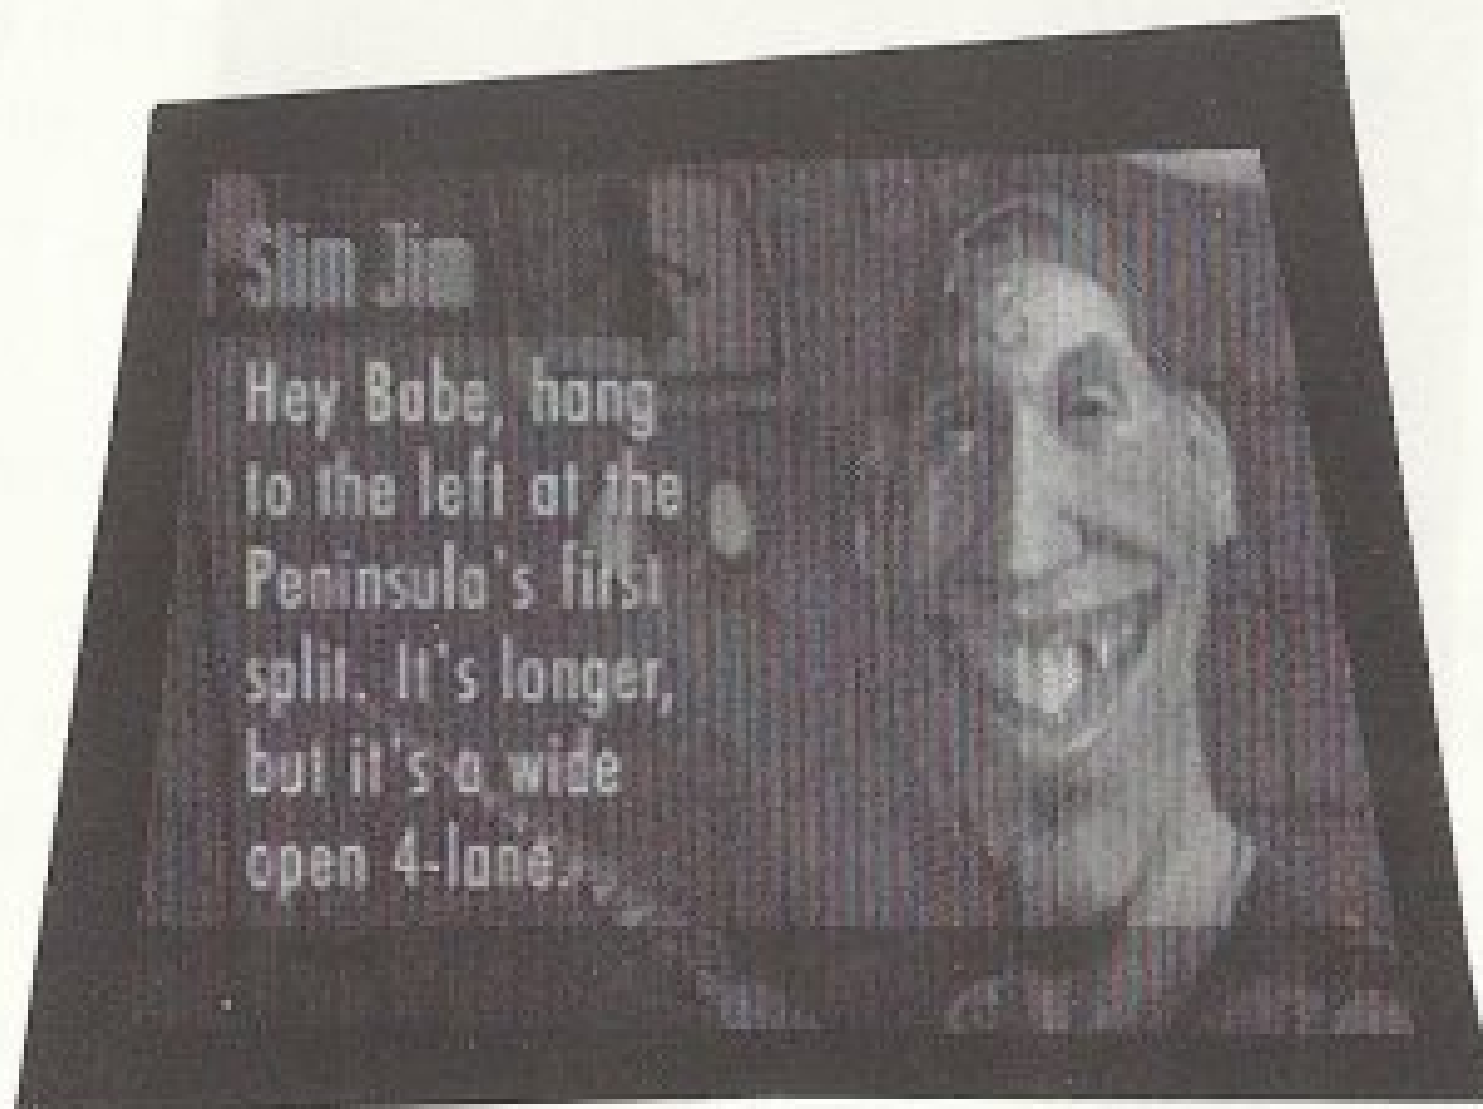 Slim Jim
Hey Babe, hang
to the left at the
Peninsula's first
split. It's longer,
but it's a wide
open 4-lane.